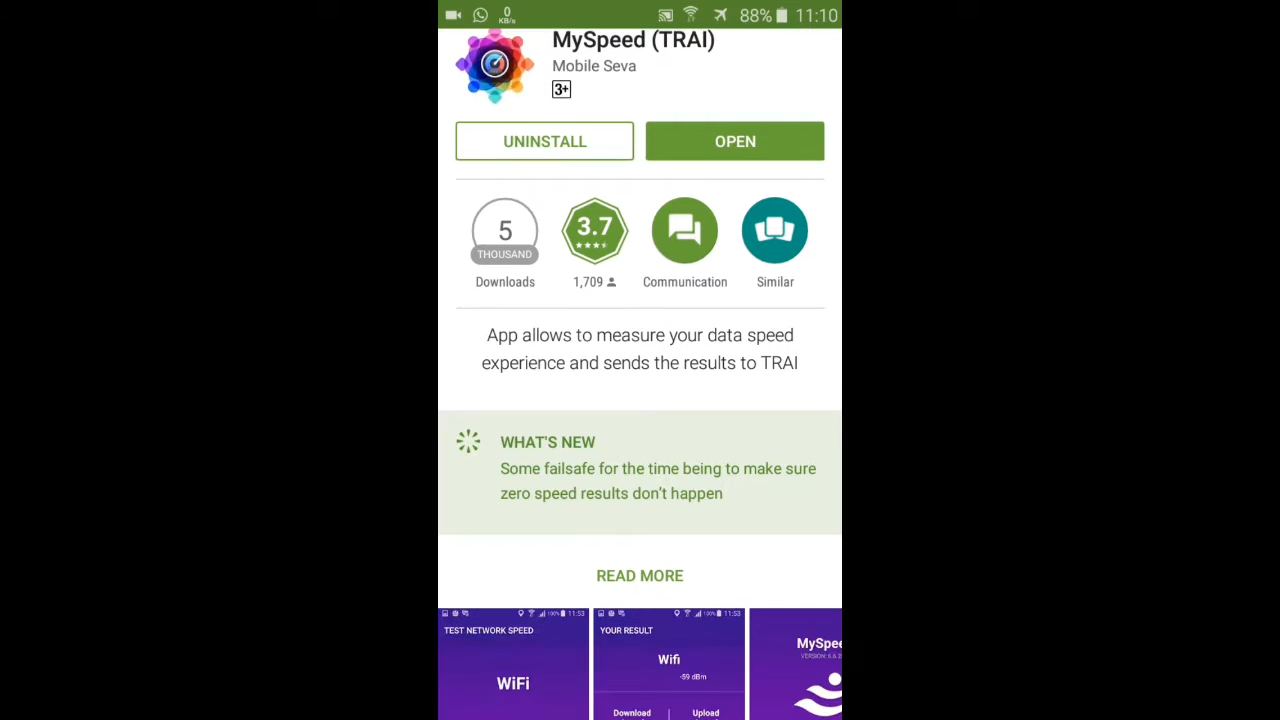 0
KB/s
88% 11:10
MySpeed (TRAI)
Mobile Seva
3+
UNINSTALL
OPEN
5
THOUSAND
Downloads
3.7
1,709
Communication
Similar
App allows to measure your data speed
experience and sends the results to TRAI
WHAT'S NEW
Some failsafe for the time being to make sure
zero speed results don't happen
READ MORE
100% 11:53
TEST NETWORK SPEED
WiFi
100% 11:53
YOUR RESULT
Wifi
-59 dBm
Download
Upload
MySpee
VERSION: 6.6.2